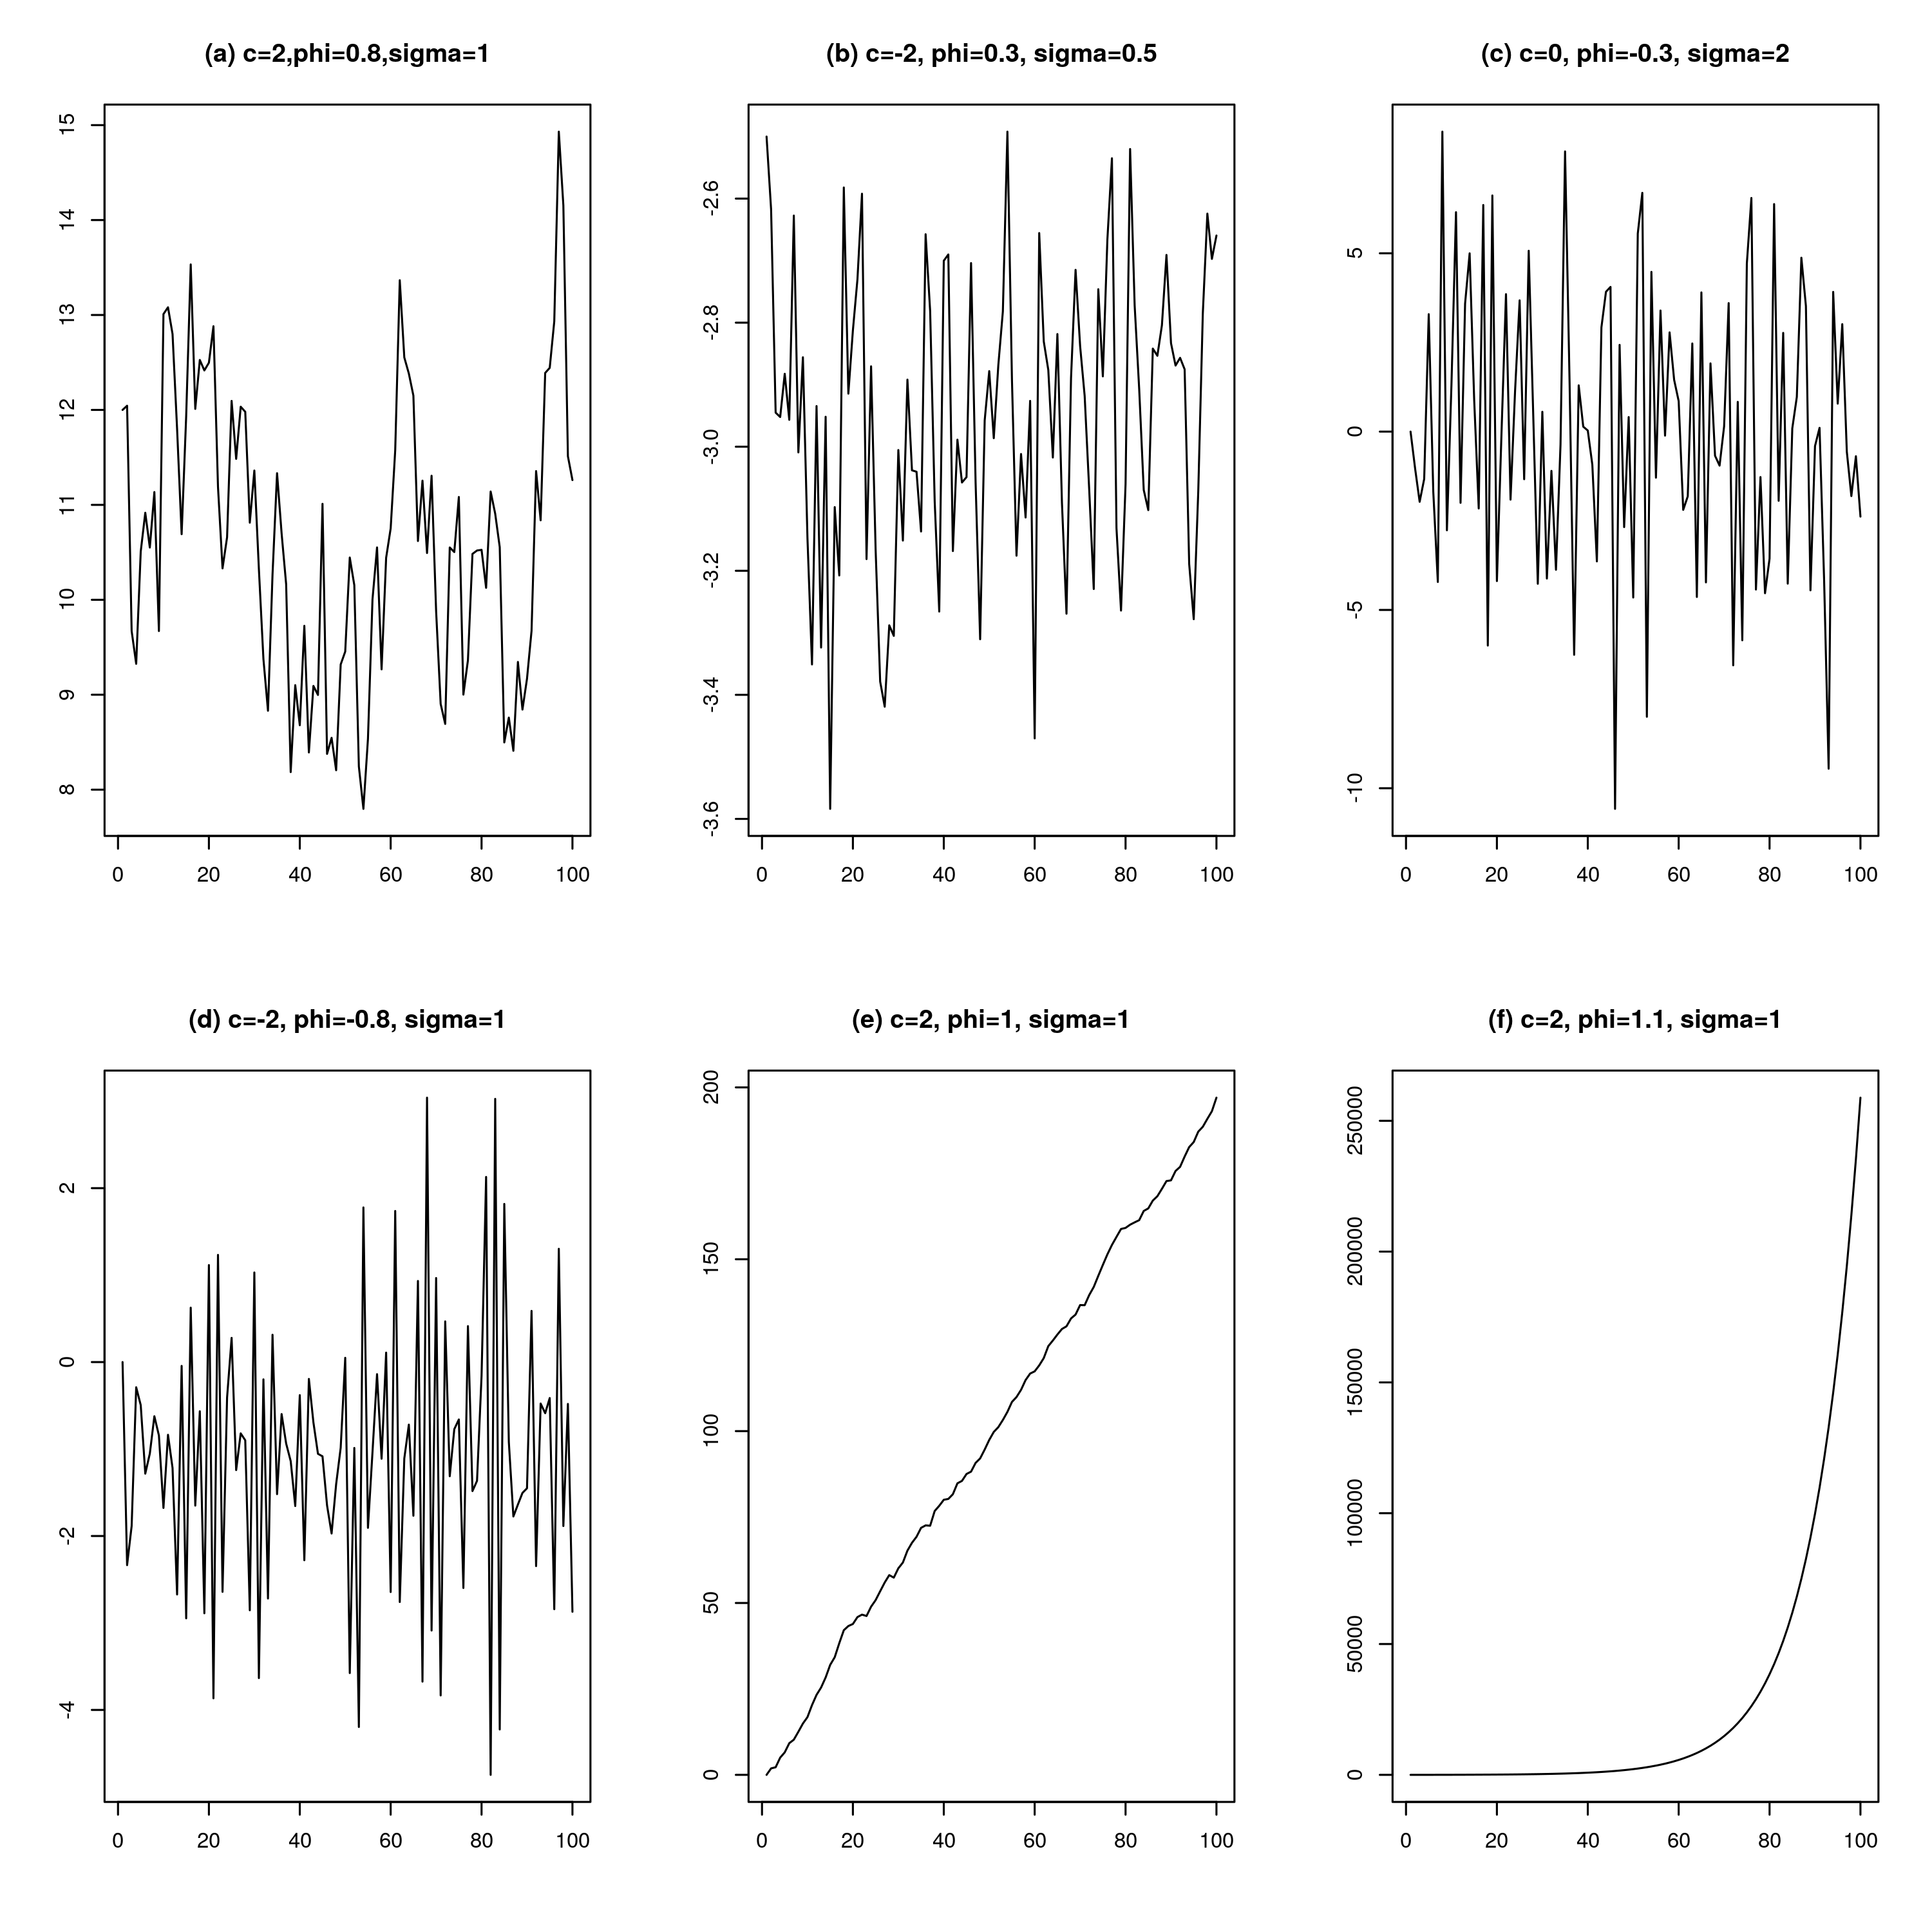 (a) c=2,phi=0.8,sigma=1
15
14
13
12
11
10
9
8
0 20 40 60 80 100
(b) c=-2, phi=0.3, sigma=0.5
-2.6
-2.8
-3.0
-3.2
-3.4
-3.6
0 20 40 60 80 100
(c) c=0, phi=-0.3, sigma=2
5
0
-5
-10
0 20 40 60 80 100
(d) c=-2, phi=-0.8, sigma=1
2
0
-2
-4
0 20 40 60 80 100
(e) c=2, phi=1, sigma=1
200
150
100
50
0
0 20 40 60 80 100
(f) c=2, phi=1.1, sigma=1
250000
200000
150000
100000
50000
0
0 20 40 60 80 100